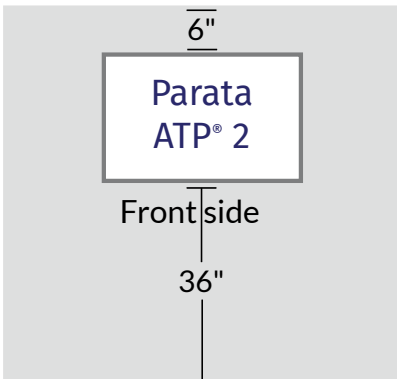 6"
Parata
ATP® 2
Front side
36"